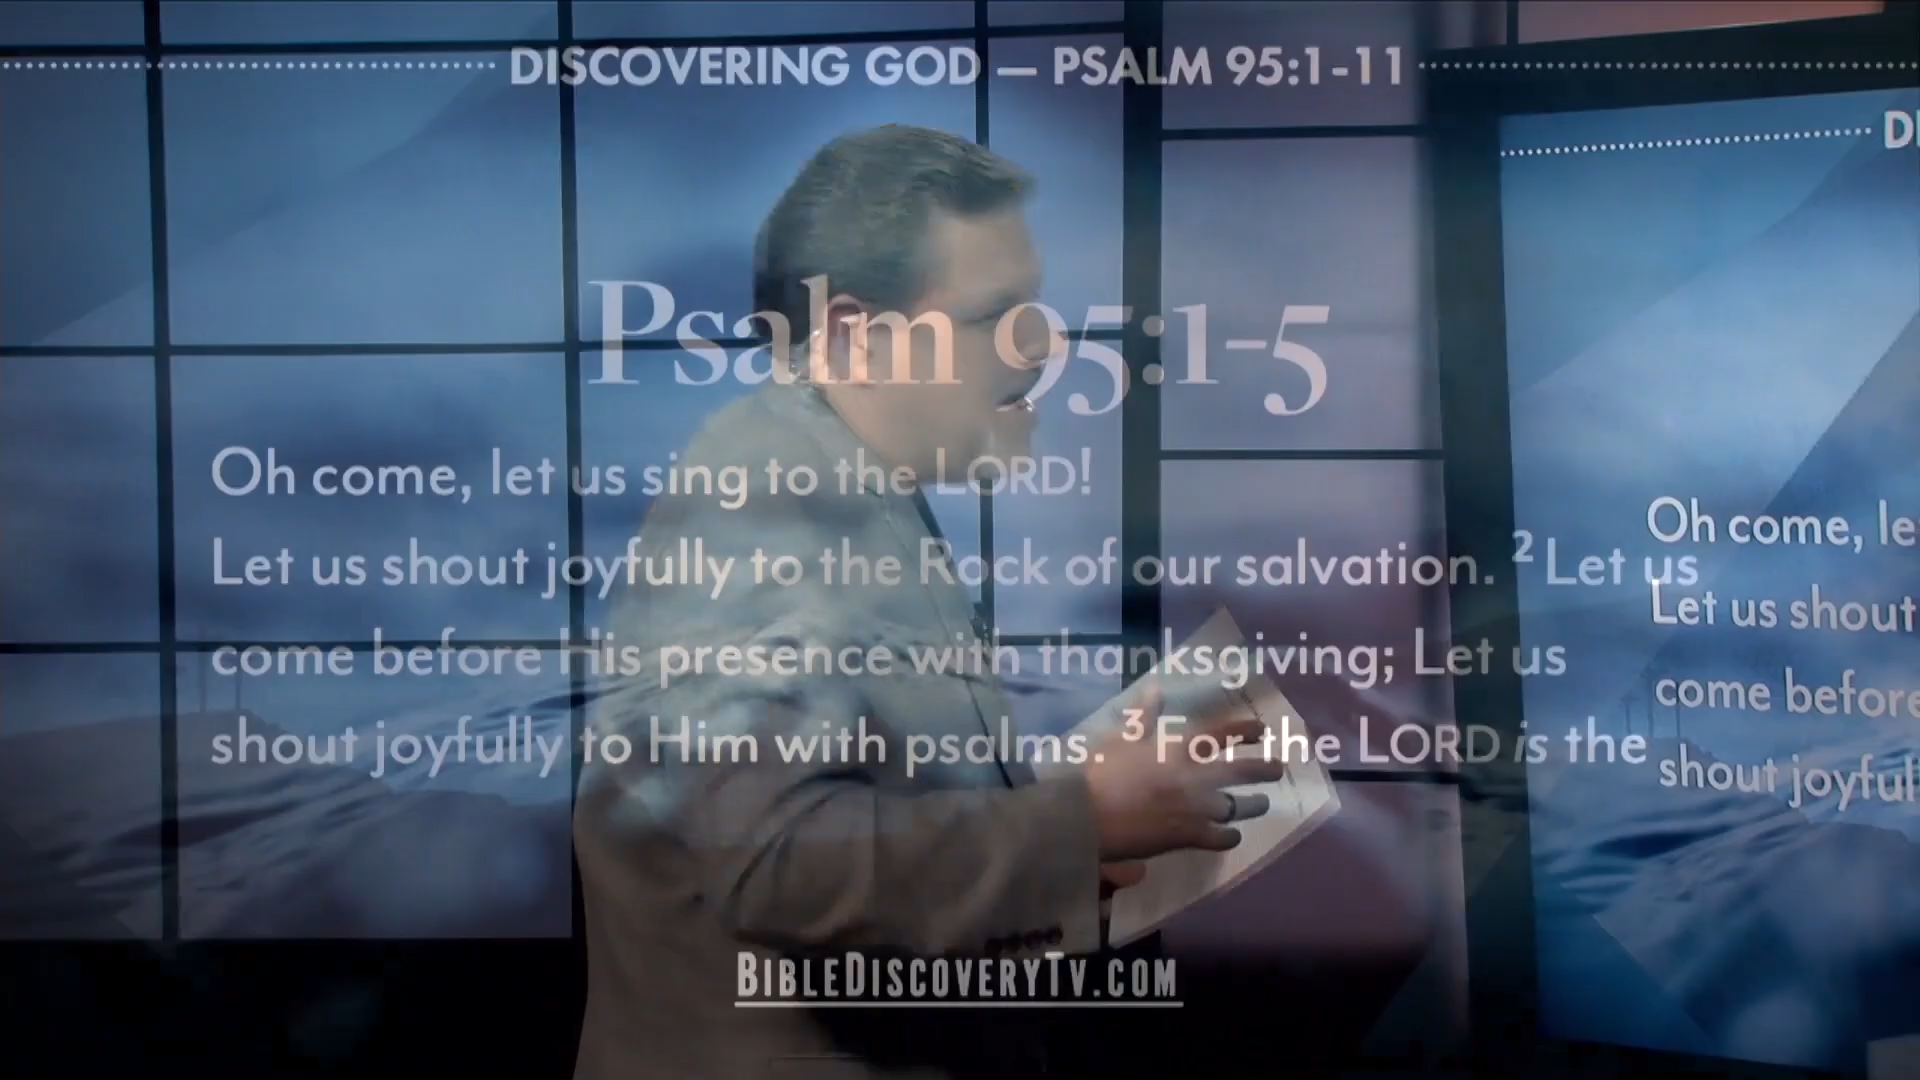 DISCOVERING GOD — PSALM 95:1-11
Psalm 95:1-5
Oh come, let us sing to the LORD!
Let us shout joyfully to the Rock of our salvation. ² Let us
come before His presence with thanksgiving; Let us
shout joyfully to Him with psalms. ³ For the LORD is the
BIBLEDISCOVERYTV.COM
Oh come, le
Let us shout
come before
shout joyful